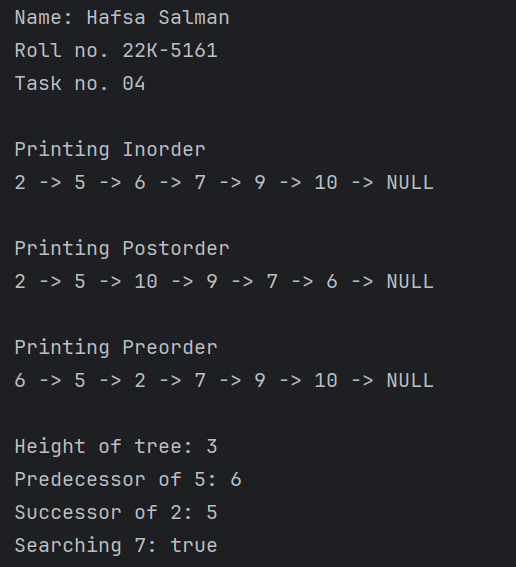 Name: Hafsa Salman
Roll no. 22K-5161
Task no. 04
Printing Inorder
2 -> 5 -> 6 -> 7 -> 9 -> 10 -> NULL
Printing Postorder
2 -> 5 -> 10 -> 9 -> 7 -> 6 -> NULL
Printing Preorder
6 -> 5 -> 2 -> 7 -> 9 -> 10 -> NULL
Height of tree: 3
Predecessor of 5: 6
Successor of 2: 5
Searching 7: true